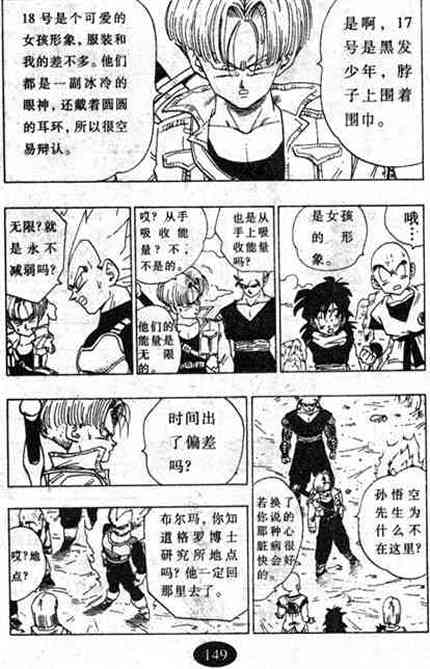 是啊，17
号是黑发
少年，脖
子上围着
围巾。
18 号是个可爱的
女孩形象，服装和
我的差不多。他们
都是一副冰冷的
眼神，还戴着圆圆
的耳环，所以很空
易辩认。
哦…
是女孩
的形
象。
也是从
手上吸
收能量
吗？
哎？从手
吸收能
量？不，
不是的。
他们的
能量是
无限
的。
无限？就
是永不
减弱吗？
孙悟空
先生为
什么不
在这里？
若换了
你说的
那种心
脏病很
快会好
的。
时间出
了偏差
吗？
布尔玛，你知
道格罗博士
研究所地点
吗？他一定回
那里去了。
哎？地
点？
149